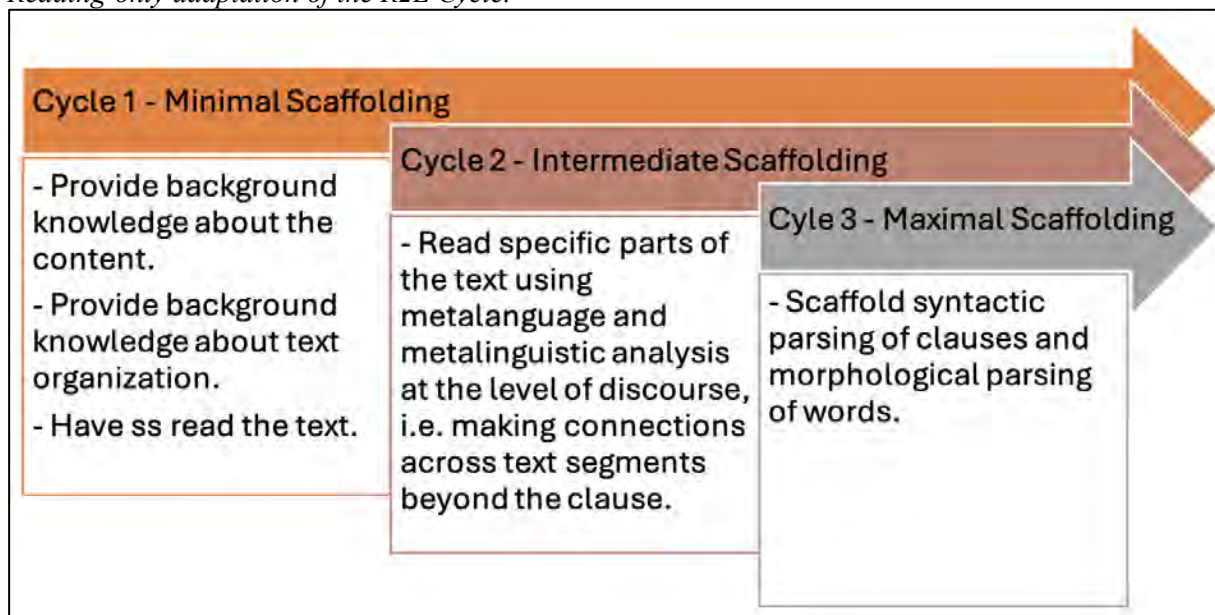 Reading-only adaptation of the R2L Cycle.
Cycle 1 - Minimal Scaffolding
- Provide background
knowledge about the
content.
- Provide background
knowledge about text
organization.
- Have ss read the text.
Cycle 2 - Intermediate Scaffolding
- Read specific parts of
the text using
metalanguage and
metalinguistic analysis
at the level of discourse,
i.e. making connections
across text segments
beyond the clause.
Cyle 3 - Maximal Scaffolding
- Scaffold syntactic
parsing of clauses and
morphological parsing
of words.